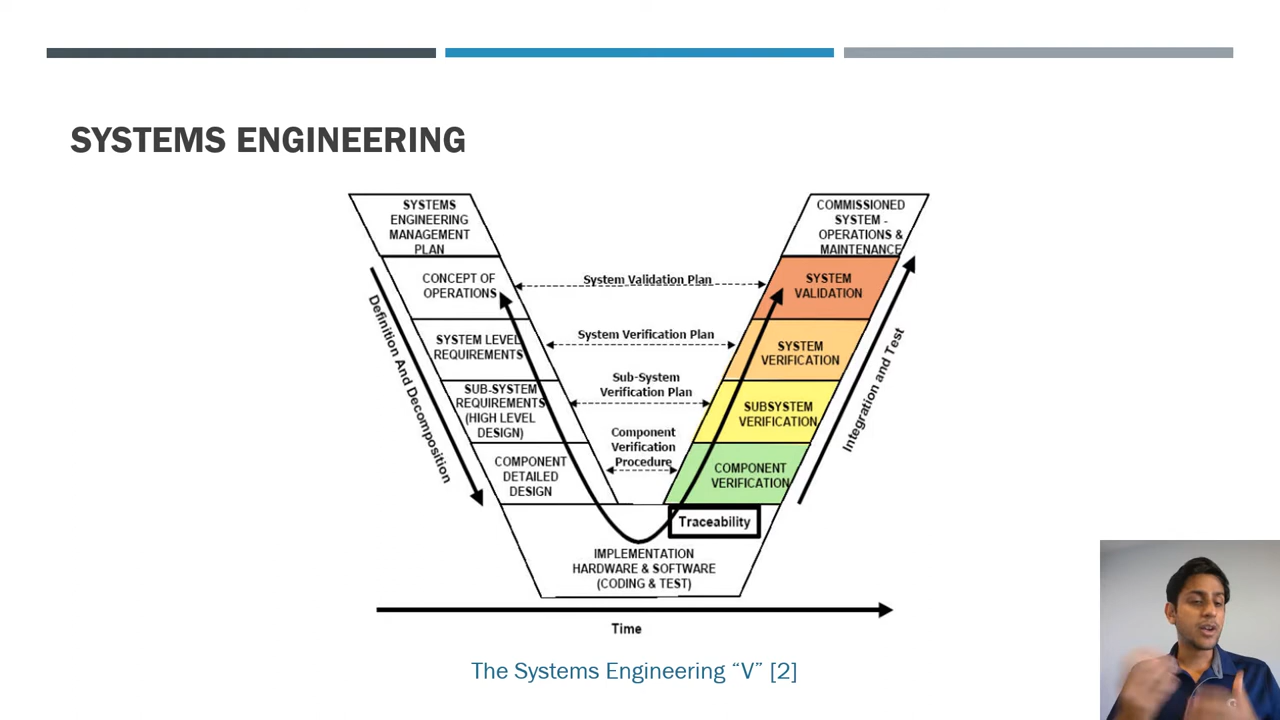 SYSTEMS ENGINEERING
SYSTEMS
ENGINEERING
MANAGEMENT
PLAN
CONCEPT OF
OPERATIONS
SYSTEM LEVEL
REQUIREMENTS
SUB-SYSTEM
REQUIREMENTS
(HIGH LEVEL
DESIGN)
COMPONENT
DETAILED
DESIGN
Definition And Decomposition
System Validation Plan
System Verification Plan
Sub-System
Verification Plan
Component
Verification
Procedure
COMMISSIONED
SYSTEM -
OPERATIONS &
MAINTENANCE
SYSTEM
VALIDATION
SYSTEM
VERIFICATION
SUBSYSTEM
VERIFICATION
COMPONENT
VERIFICATION
Integration and Test
Traceability
IMPLEMENTATION
HARDWARE & SOFTWARE
(CODING & TEST)
Time
The Systems Engineering “V” [2]